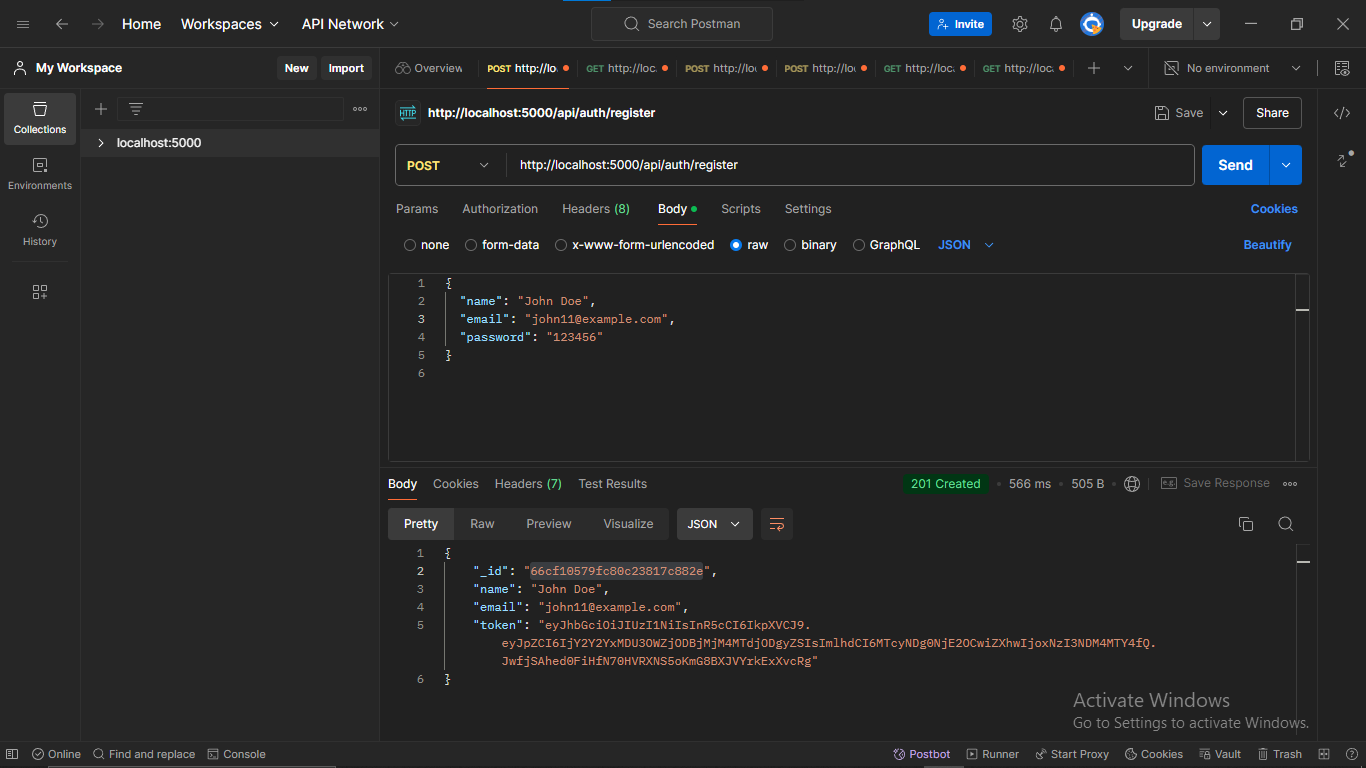 Home Workspaces API Network Search Postman Invite Upgrade
My Workspace New Import Overview POST http://lo GET http://loc. POST http://loc POST http://loc GET http://loc. GET http://loc. No environment
Collections
Environments
History
localhost:5000
HTTP http://localhost:5000/api/auth/register Save Share
POST http://localhost:5000/api/auth/register Send
Params Authorization Headers (8) Body Scripts Settings Cookies
none form-data x-www-form-urlencoded raw binary GraphQL JSON Beautify
1 {
2 "name": "John Doe",
3 "email": "john11@example.com",
4 "password": "123456"
5 }
6
Body Cookies Headers (7) Test Results 201 Created 566 ms 505 B e.g. Save Response
Pretty Raw Preview Visualize JSON
1 {
2 "_id": "66cf10579fc80c23817c882e",
3 "name": "John Doe",
4 "email": "john11@example.com",
5 "token": "eyJhbGciOiJIUzI1NiIsInR5cCI6IkpXVCJ9.
eyJpZCI6IjY2Y2YxMDU3OWZjODBjMjM4MTdjODgyZSIsImlhdCI6MTcyNDg0NjE2OCwiZXhwIjoxNzI3NDM4MTY4fQ.
JwfjSAhed0FiHfN70HVRXNS5oKmG8BXJVYrkExXvcRg"
6 }
Activate Windows
Go to Settings to activate Windows.
Online Find and replace Console Postbot Runner Start Proxy Cookies Vault Trash